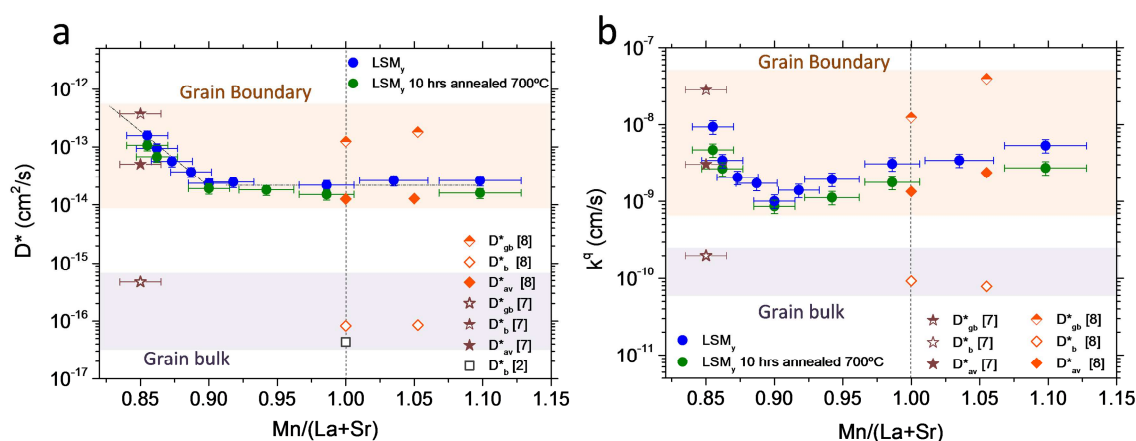 a
Grain Boundary
LSMy
LSMy 10 hrs annealed 700ºC
10-12
10-13
10-14
10-15
10-16
10-17
D* (cm2/s)
D*gb [8]
D*b [8]
D*av [8]
D*gb [7]
D*b [7]
D*av [7]
D*b [2]
Grain bulk
0.85 0.90 0.95 1.00 1.05 1.10 1.15
Mn/(La+Sr)
b
Grain Boundary
10-7
10-8
10-9
10-10
10-11
kq (cm/s)
Grain bulk
LSMy
LSMy 10 hrs annealed 700ºC
D*gb [7]
D*b [7]
D*av [7]
D*gb [8]
D*b [8]
D*av [8]
0.85 0.90 0.95 1.00 1.05 1.10 1.15
Mn/(La+Sr)